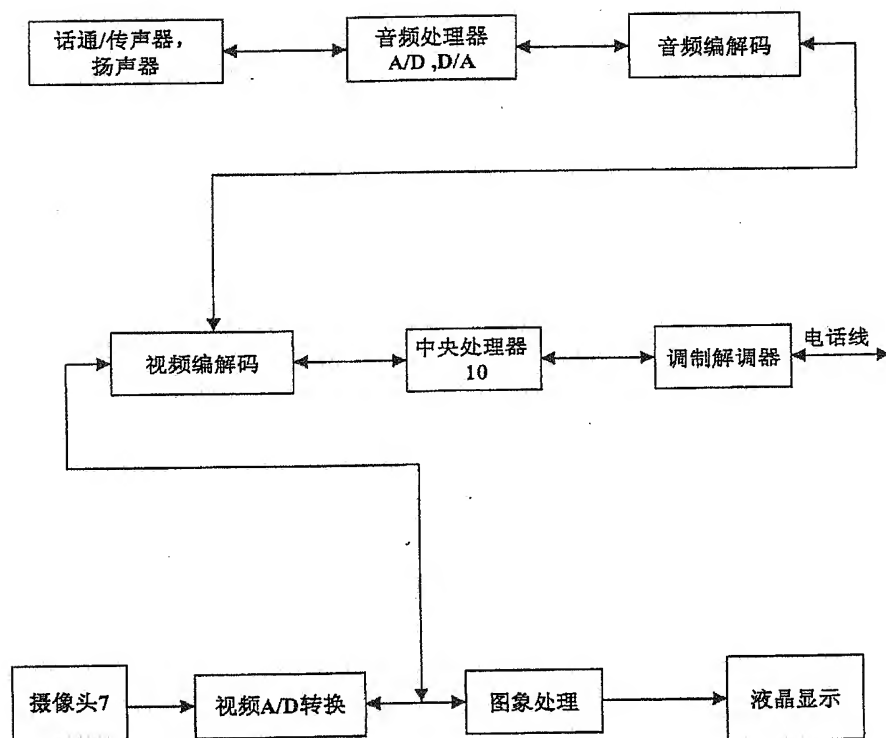 话通/传声器，
扬声器
音频处理器
A/D ,D/A
音频编解码
视频编解码
中央处理器
10
调制解调器
电话线
摄像头7
视频A/D转换
图象处理
液晶显示